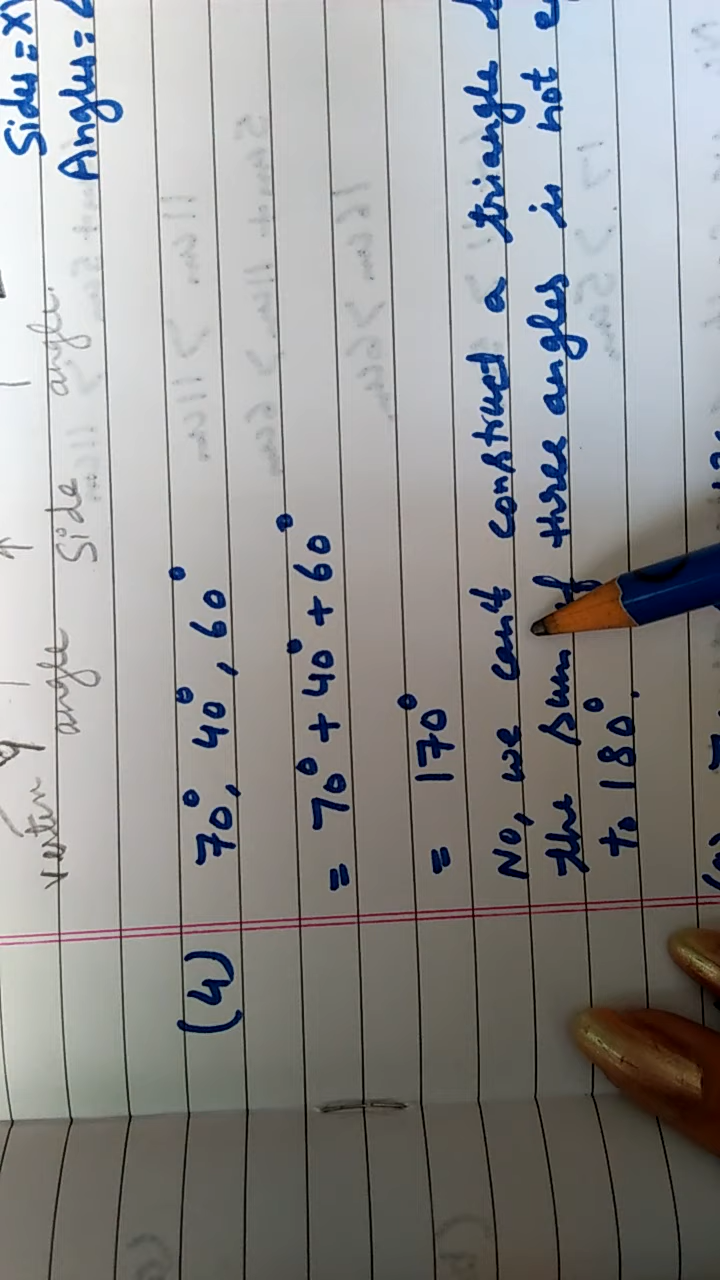 Sides = X
Angles = 
vertex
angle side angle.
(4) 70°, 40°, 60°
= 70° + 40° + 60°
= 170°
No, we can't construct a triangle
the sum of three angles is not
to 180°.